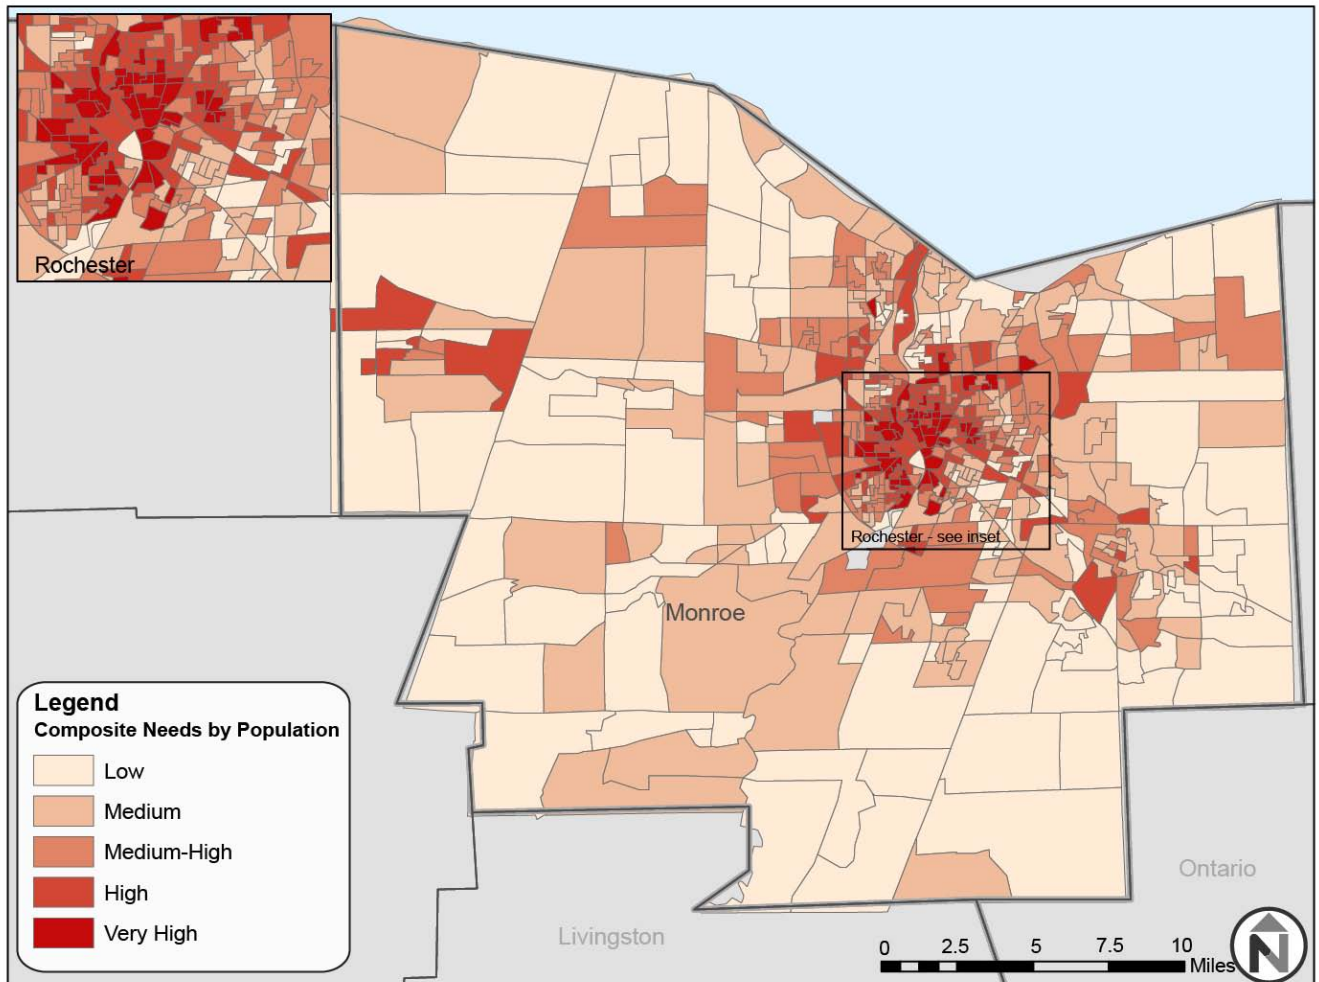 Rochester
Rochester - see inset
Monroe
Legend
Composite Needs by Population
Low
Medium
Medium-High
High
Very High
Ontario
Livingston
0 2.5 5 7.5 10
Miles
N